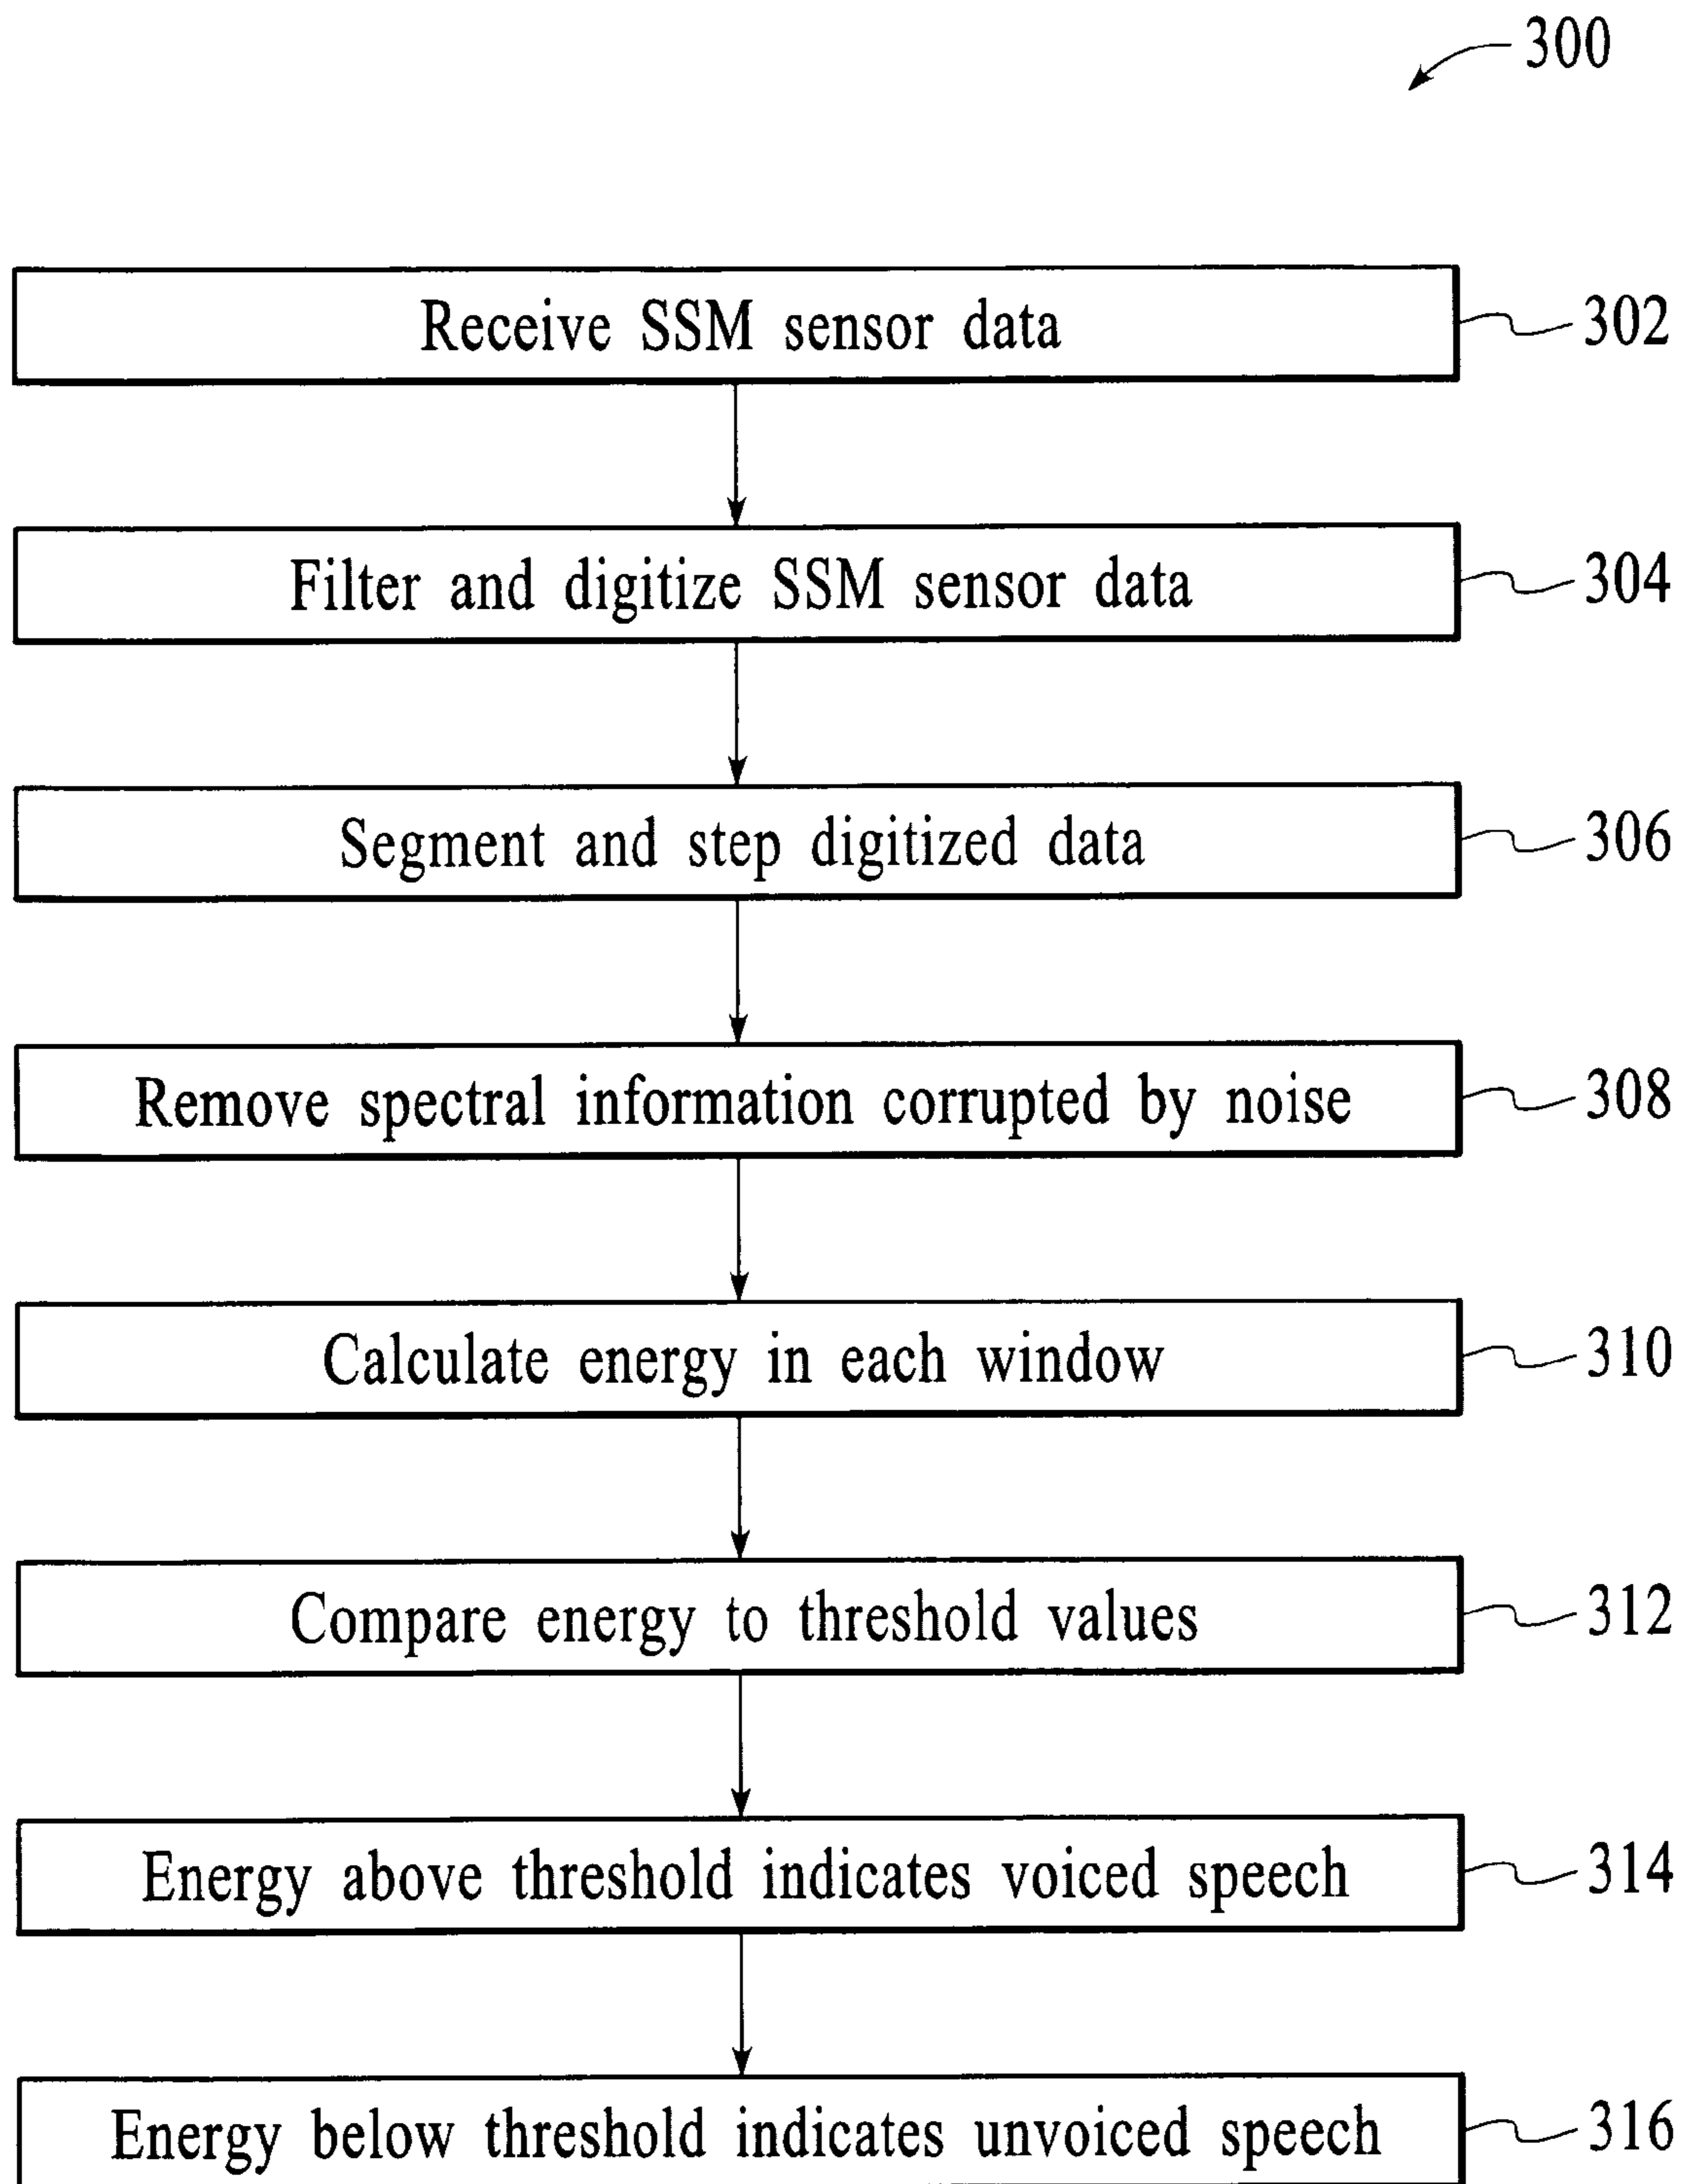 300
Receive SSM sensor data
302
Filter and digitize SSM sensor data
304
Segment and step digitized data
306
Remove spectral information corrupted by noise
308
Calculate energy in each window
310
Compare energy to threshold values
312
Energy above threshold indicates voiced speech
314
Energy below threshold indicates unvoiced speech
316